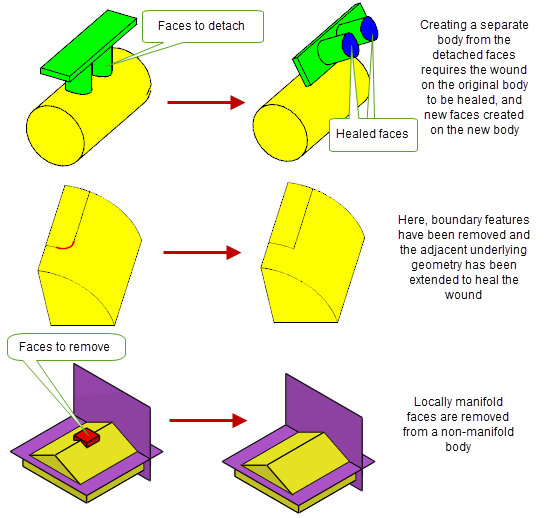 Faces to detach
Creating a separate
body from the
detached faces
requires the wound
on the original body
to be healed, and
new faces created
on the new body
Healed faces
Here, boundary features
have been removed and
the adjacent underlying
geometry has been
extended to heal the
wound
Faces to remove
Locally manifold
faces are removed
from a non-manifold
body